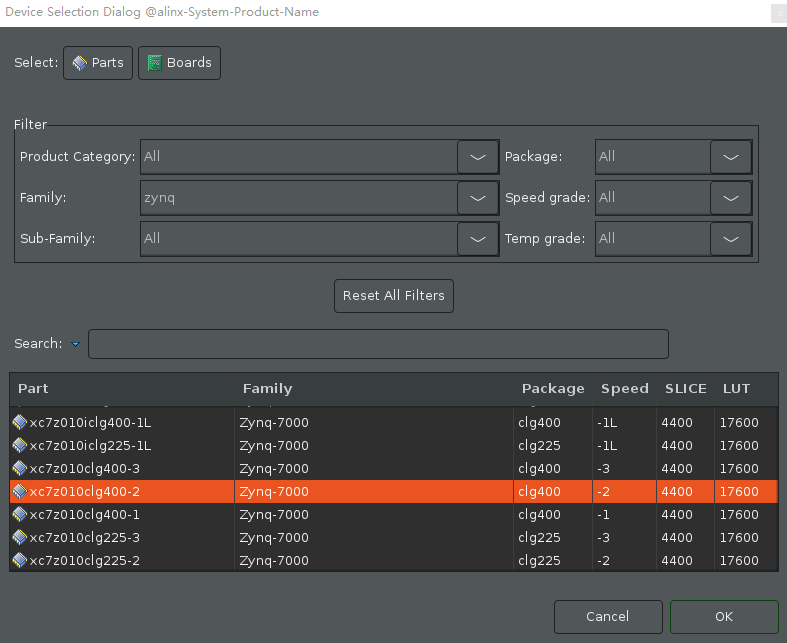 Device Selection Dialog @alinx-System-Product-Name
Select: Parts Boards
Filter
Product Category: All Package: All
Family: zynq Speed grade: All
Sub-Family: All Temp grade: All
Reset All Filters
Search:
Part Family Package Speed SLICE LUT
xc7z010iclg400-1L Zynq-7000 clg400 -1L 4400 17600
xc7z010iclg225-1L Zynq-7000 clg225 -1L 4400 17600
xc7z010clg400-3 Zynq-7000 clg400 -3 4400 17600
xc7z010clg400-2 Zynq-7000 clg400 -2 4400 17600
xc7z010clg400-1 Zynq-7000 clg400 -1 4400 17600
xc7z010clg225-3 Zynq-7000 clg225 -3 4400 17600
xc7z010clg225-2 Zynq-7000 clg225 -2 4400 17600
Cancel OK